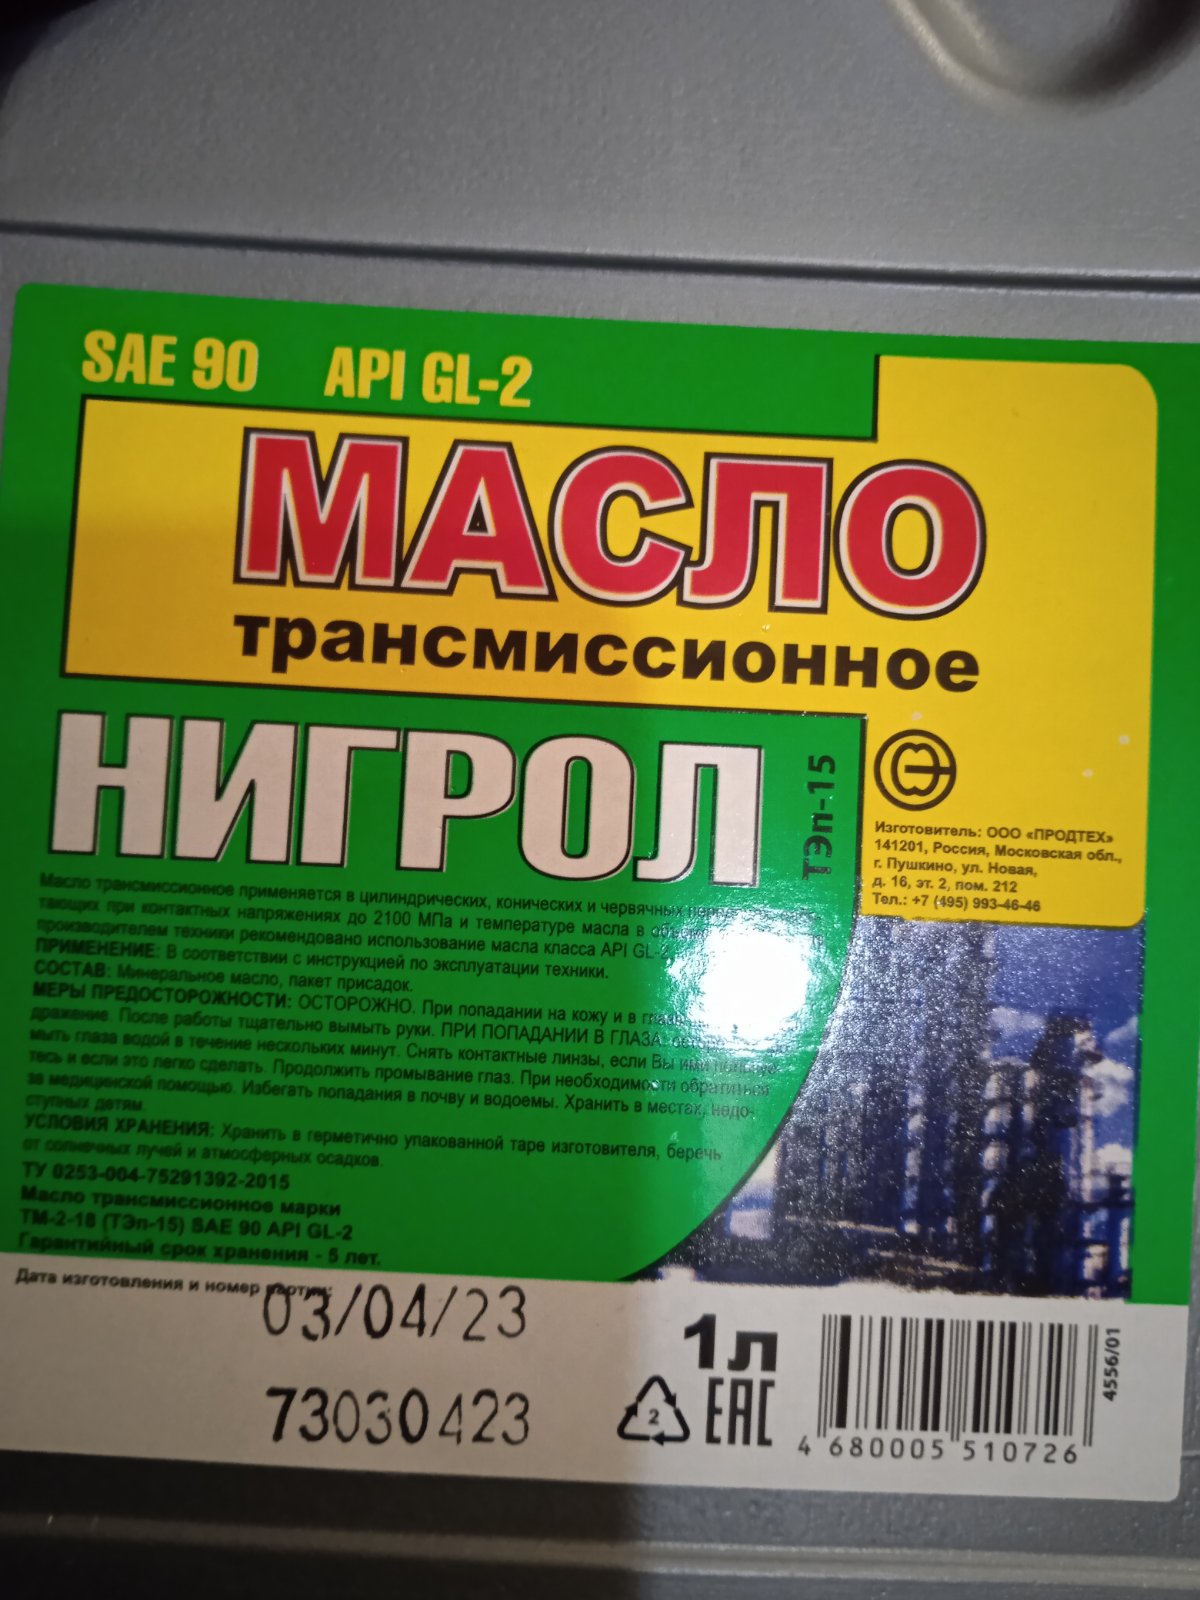 SAE 90 API GL-2
МАСЛО
трансмиссионное
НИГРОЛ
ТЭп-15
Изготовитель: ООО «ПРОДТЕХ»
141201, Россия, Московская обл.,
г. Пушкино, ул. Новая,
д. 16, эт. 2, пом. 212
Тел.: +7 (495) 993-46-46
Масло трансмиссионное применяется в цилиндрических, конических и червячных
тающих при контактных напряжениях до 2100 МПа и температуре масла в
производителем техники рекомендовано использование масла класса API GL-2
ПРИМЕНЕНИЕ: В соответствии с инструкцией по эксплуатации техники.
СОСТАВ: Минеральное масло, пакет присадок.
МЕРЫ ПРЕДОСТОРОЖНОСТИ: ОСТОРОЖНО. При попадании на кожу и в
дражение. После работы тщательно вымыть руки. ПРИ ПОПАДАНИИ В ГЛАЗА:
мыть глаза водой в течение нескольких минут. Снять контактные линзы, если Вы ими
тесь и если это легко сделать. Продолжить промывание глаз. При необходимости обратиться
за медицинской помощью. Избегать попадания в почву и водоемы. Хранить в местах, недо-
ступных детям.
УСЛОВИЯ ХРАНЕНИЯ: Хранить в герметично упакованной таре изготовителя, беречь
от солнечных лучей и атмосферных осадков.
ТУ 0253-004-75291392-2015
Масло трансмиссионное марки
ТМ-2-18 (ТЭп-15) SAE 90 API GL-2
Гарантийный срок хранения - 5 лет.
Дата изготовления и номер партии:
03/04/23
73030423
1л
2
EAC
4 680005 510726
4556/01